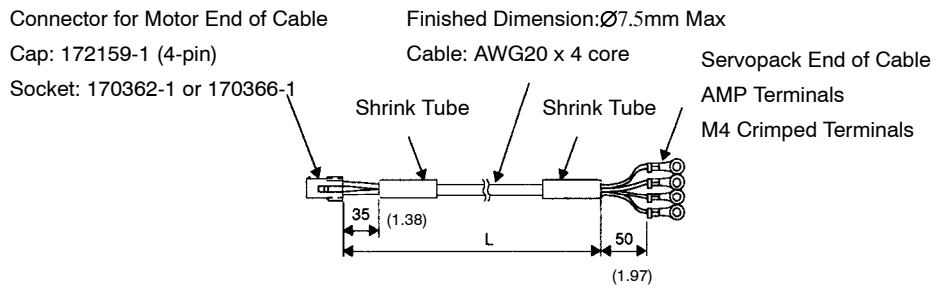 Connector for Motor End of Cable
Cap: 172159-1 (4-pin)
Socket: 170362-1 or 170366-1
Finished Dimension:Ø7.5mm Max
Cable: AWG20 x 4 core
Servopack End of Cable
AMP Terminals
M4 Crimped Terminals
Shrink Tube
Shrink Tube
35
(1.38)
L
50
(1.97)